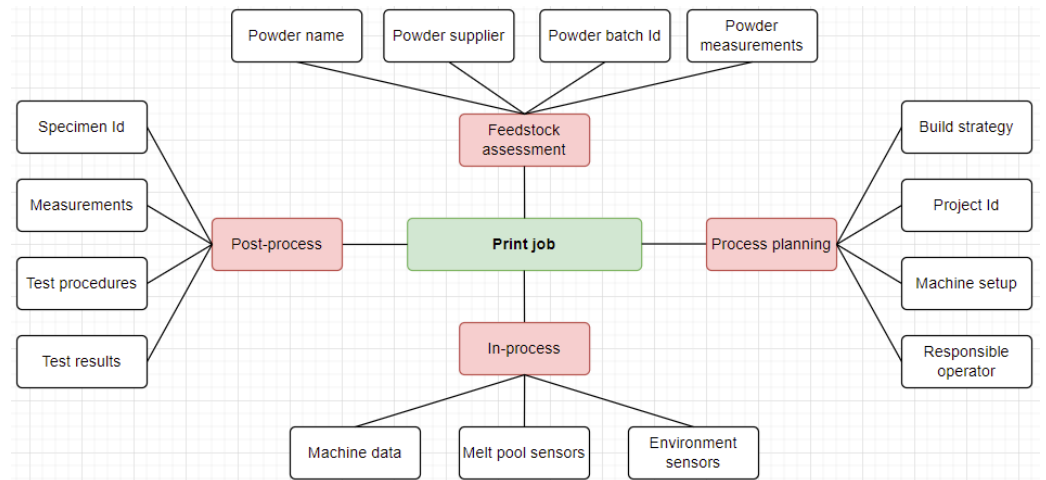 Powder name
Powder supplier
Powder batch Id
Powder
measurements
Feedstock
assessment
Specimen Id
Measurements
Test procedures
Test results
Post-process
Print job
Process planning
Build strategy
Project Id
Machine setup
Responsible
operator
In-process
Machine data
Melt pool sensors
Environment
sensors